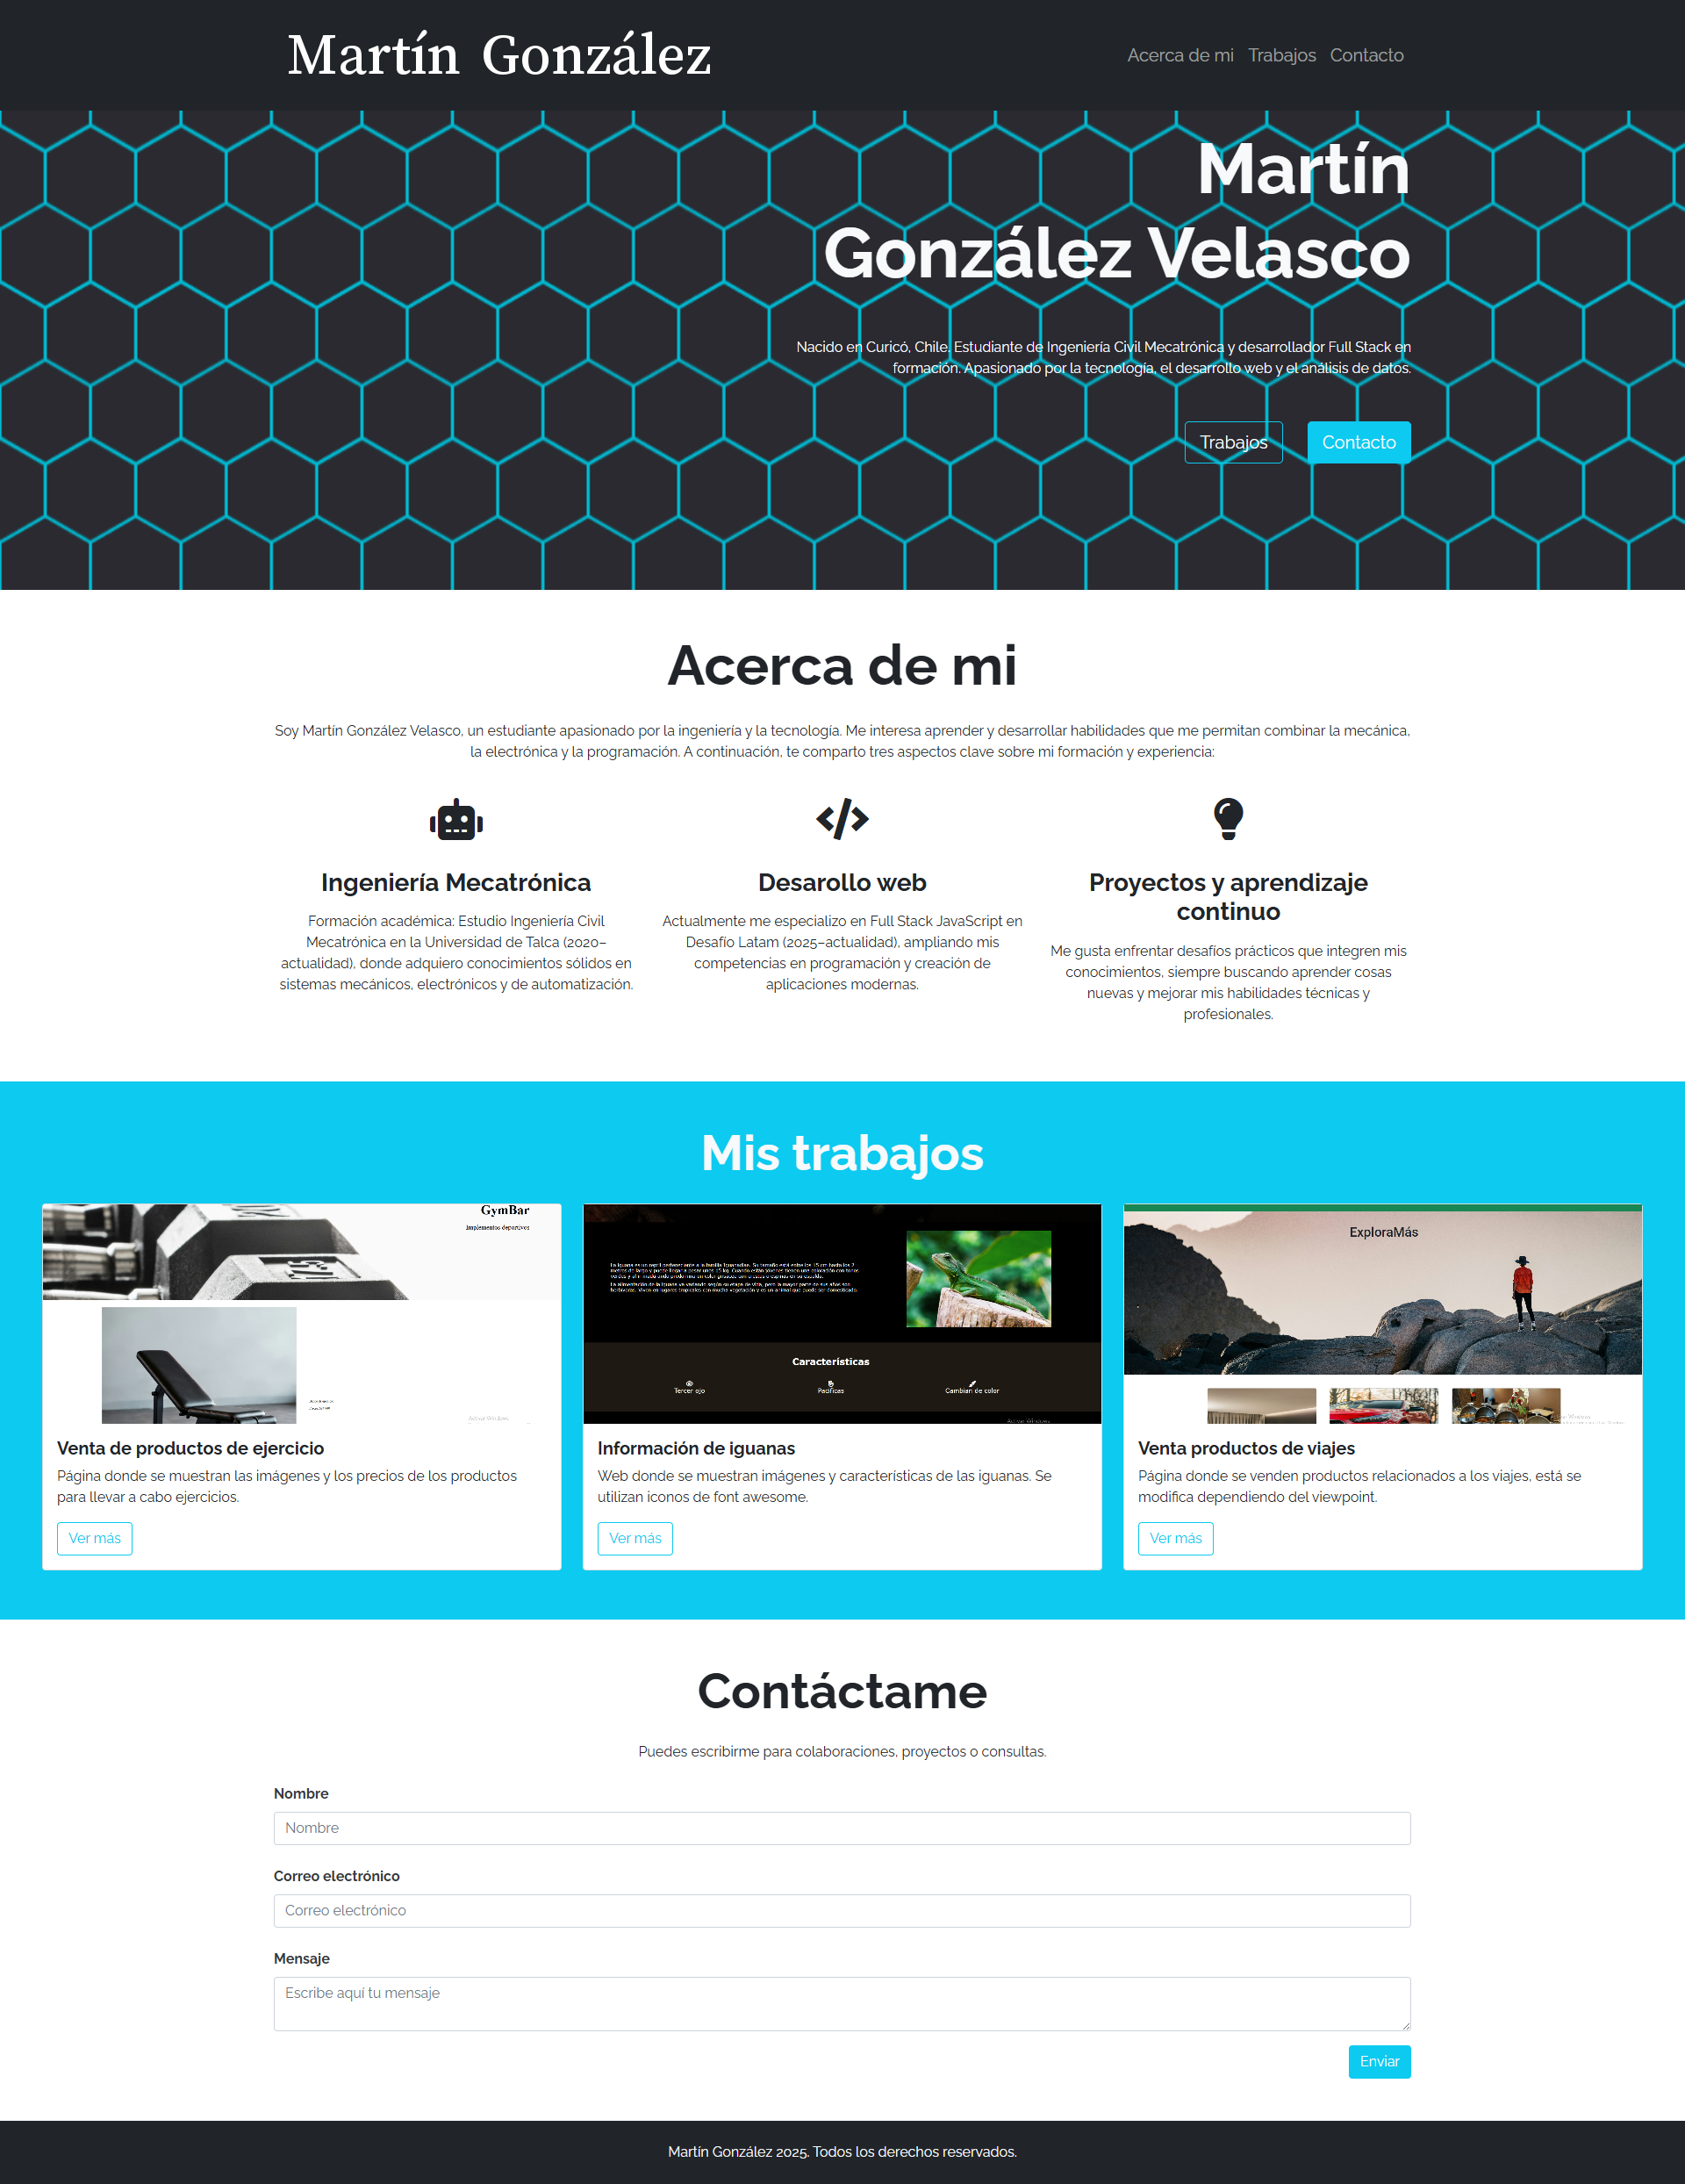 Martín González
Acerca de mi Trabajos Contacto
Martín
González Velasco
Nacido en Curicó, Chile. Estudiante de Ingeniería Civil Mecatrónica y desarrollador Full Stack en
formación. Apasionado por la tecnología, el desarrollo web y el análisis de datos.
Trabajos Contacto
Acerca de mi
Soy Martín González Velasco, un estudiante apasionado por la ingeniería y la tecnología. Me interesa aprender y desarrollar habilidades que me permitan combinar la mecánica,
la electrónica y la programación. A continuación, te comparto tres aspectos clave sobre mi formación y experiencia:
Ingeniería Mecatrónica
Formación académica: Estudio Ingeniería Civil
Mecatrónica en la Universidad de Talca (2020–
actualidad), donde adquiero conocimientos sólidos en
sistemas mecánicos, electrónicos y de automatización.
Desarollo web
Actualmente me especializo en Full Stack JavaScript en
Desafío Latam (2025–actualidad), ampliando mis
competencias en programación y creación de
aplicaciones modernas.
Proyectos y aprendizaje
continuo
Me gusta enfrentar desafíos prácticos que integren mis
conocimientos, siempre buscando aprender cosas
nuevas y mejorar mis habilidades técnicas y
profesionales.
Mis trabajos
GymBar
Implementos deportivos
Activar Windows
Venta de productos de ejercicio
Página donde se muestran las imágenes y los precios de los productos
para llevar a cabo ejercicios.
Ver más
Características
Tercer ojo
Pacíficas
Cambian de color
Activar Windows
Información de iguanas
Web donde se muestran imágenes y características de las iguanas. Se
utilizan iconos de font awesome.
Ver más
ExploraMás
Venta productos de viajes
Página donde se venden productos relacionados a los viajes, está se
modifica dependiendo del viewpoint.
Ver más
Contáctame
Puedes escribirme para colaboraciones, proyectos o consultas.
Nombre
Nombre
Correo electrónico
Correo electrónico
Mensaje
Escribe aquí tu mensaje
Enviar
Martín González 2025. Todos los derechos reservados.